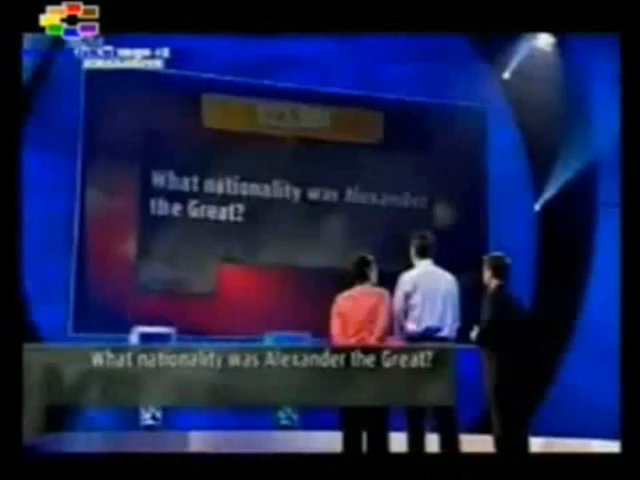 What nationality was Alexander
the Great?
What nationality was Alexander the Great?